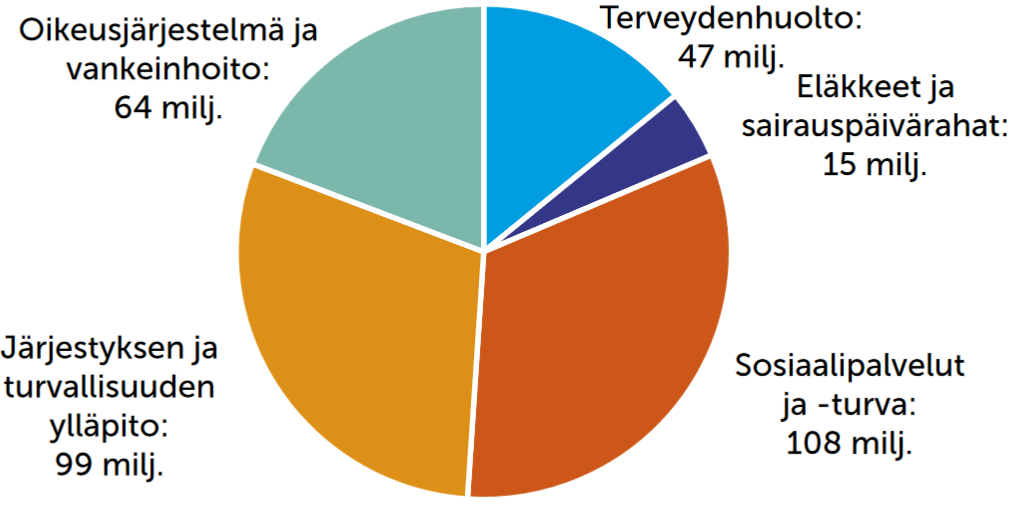 Oikeusjärjestelmä ja
vankeinhoito:
64 milj.
Terveydenhuolto:
47 milj.
Eläkkeet ja
sairauspäivärahat:
15 milj.
Järjestyksen ja
turvallisuuden
ylläpito:
99 milj.
Sosiaalipalvelut
ja -turva:
108 milj.